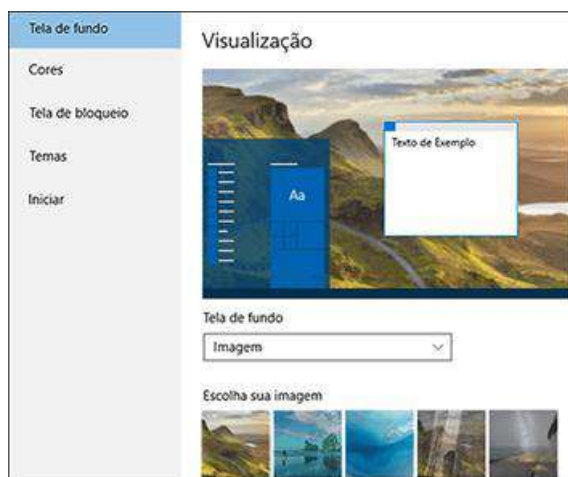 Tela de fundo
Cores
Tela de bloqueio
Temas
Iniciar
Visualização
Texto de Exemplo
Aa
Tela de fundo
Imagem
Escolha sua imagem